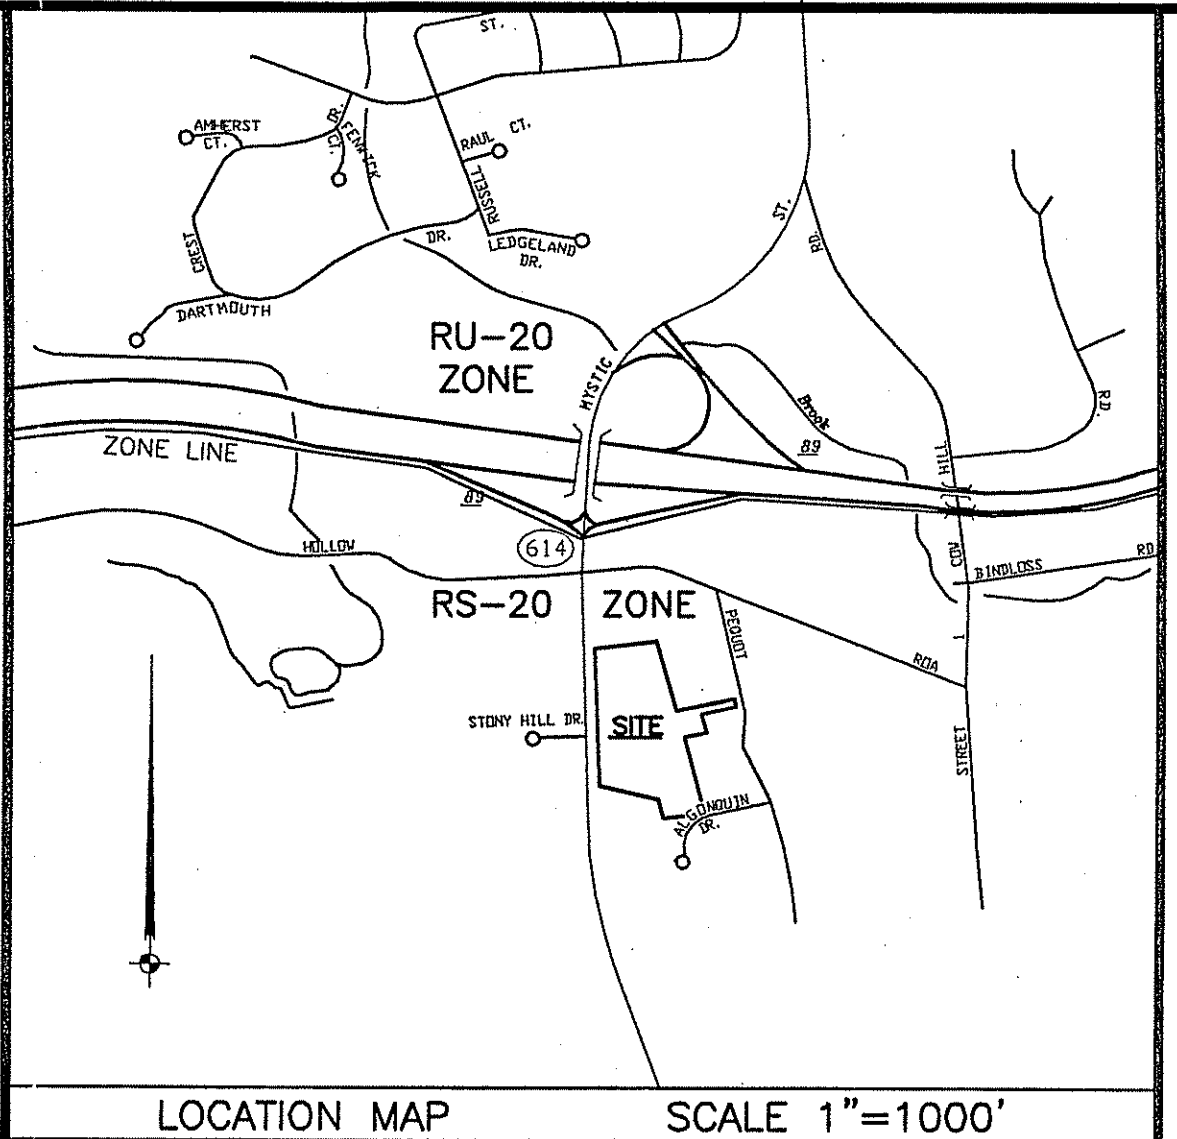 ST.
AMHERST
CT.
DR.
FENWICK
CT.
RAUL CT.
RUSSELL
ST.
RD.
CREST
DR.
LEDGELAND
DR.
DARTMOUTH
RU-20
ZONE
MYSTIC
Brook
RD.
ZONE LINE
89
HILL
89
614
HOLLOW
COW
BINDLOSS RD
RS-20 ZONE
PEQUOT
ROA
STONY HILL DR.
SITE
STREET
ALGONQUIN
DR.
LOCATION MAP SCALE 1"=1000'